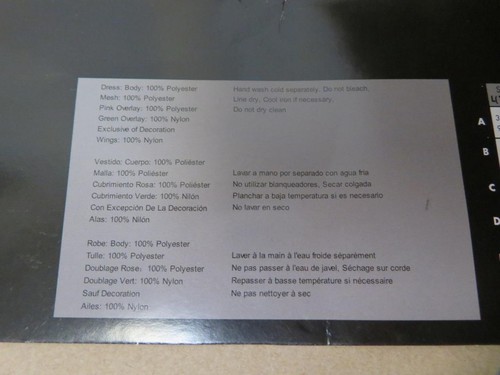 Dress: Body: 100% Polyester Hand wash cold separately. Do not bleach.
Mesh: 100% Polyester Line dry. Cool iron if necessary.
Pink Overlay: 100% Polyester Do not dry clean
Green Overlay: 100% Nylon
Exclusive of Decoration
Wings: 100% Nylon
Vestido: Cuerpo: 100% Poliéster
Malla: 100% Poliéster Laver a mano por separado con agua fria
Cubrimiento Rosa: 100% Poliéster No utilizar blanqueadores, Secar colgada
Cubrimiento Verde: 100% Nilón Planchar a baja temperatura si es necesarlo
Con Excepción De La Decoración No laver en seco
Alas: 100% Nilón
Robe: Body: 100% Polyester
Tulle: 100% Polyester Laver à la main à l'eau froide séparément
Doublage Rose: 100% Polyester Ne pas passer à l'eau de javel, Séchage sur corde
Doublage Vert: 100% Nylon Repasser à basse température si nécessaire
Sauf Decoration Ne pas nettoyer à sec
Ailes: 100% Nylon
A
B
C
D